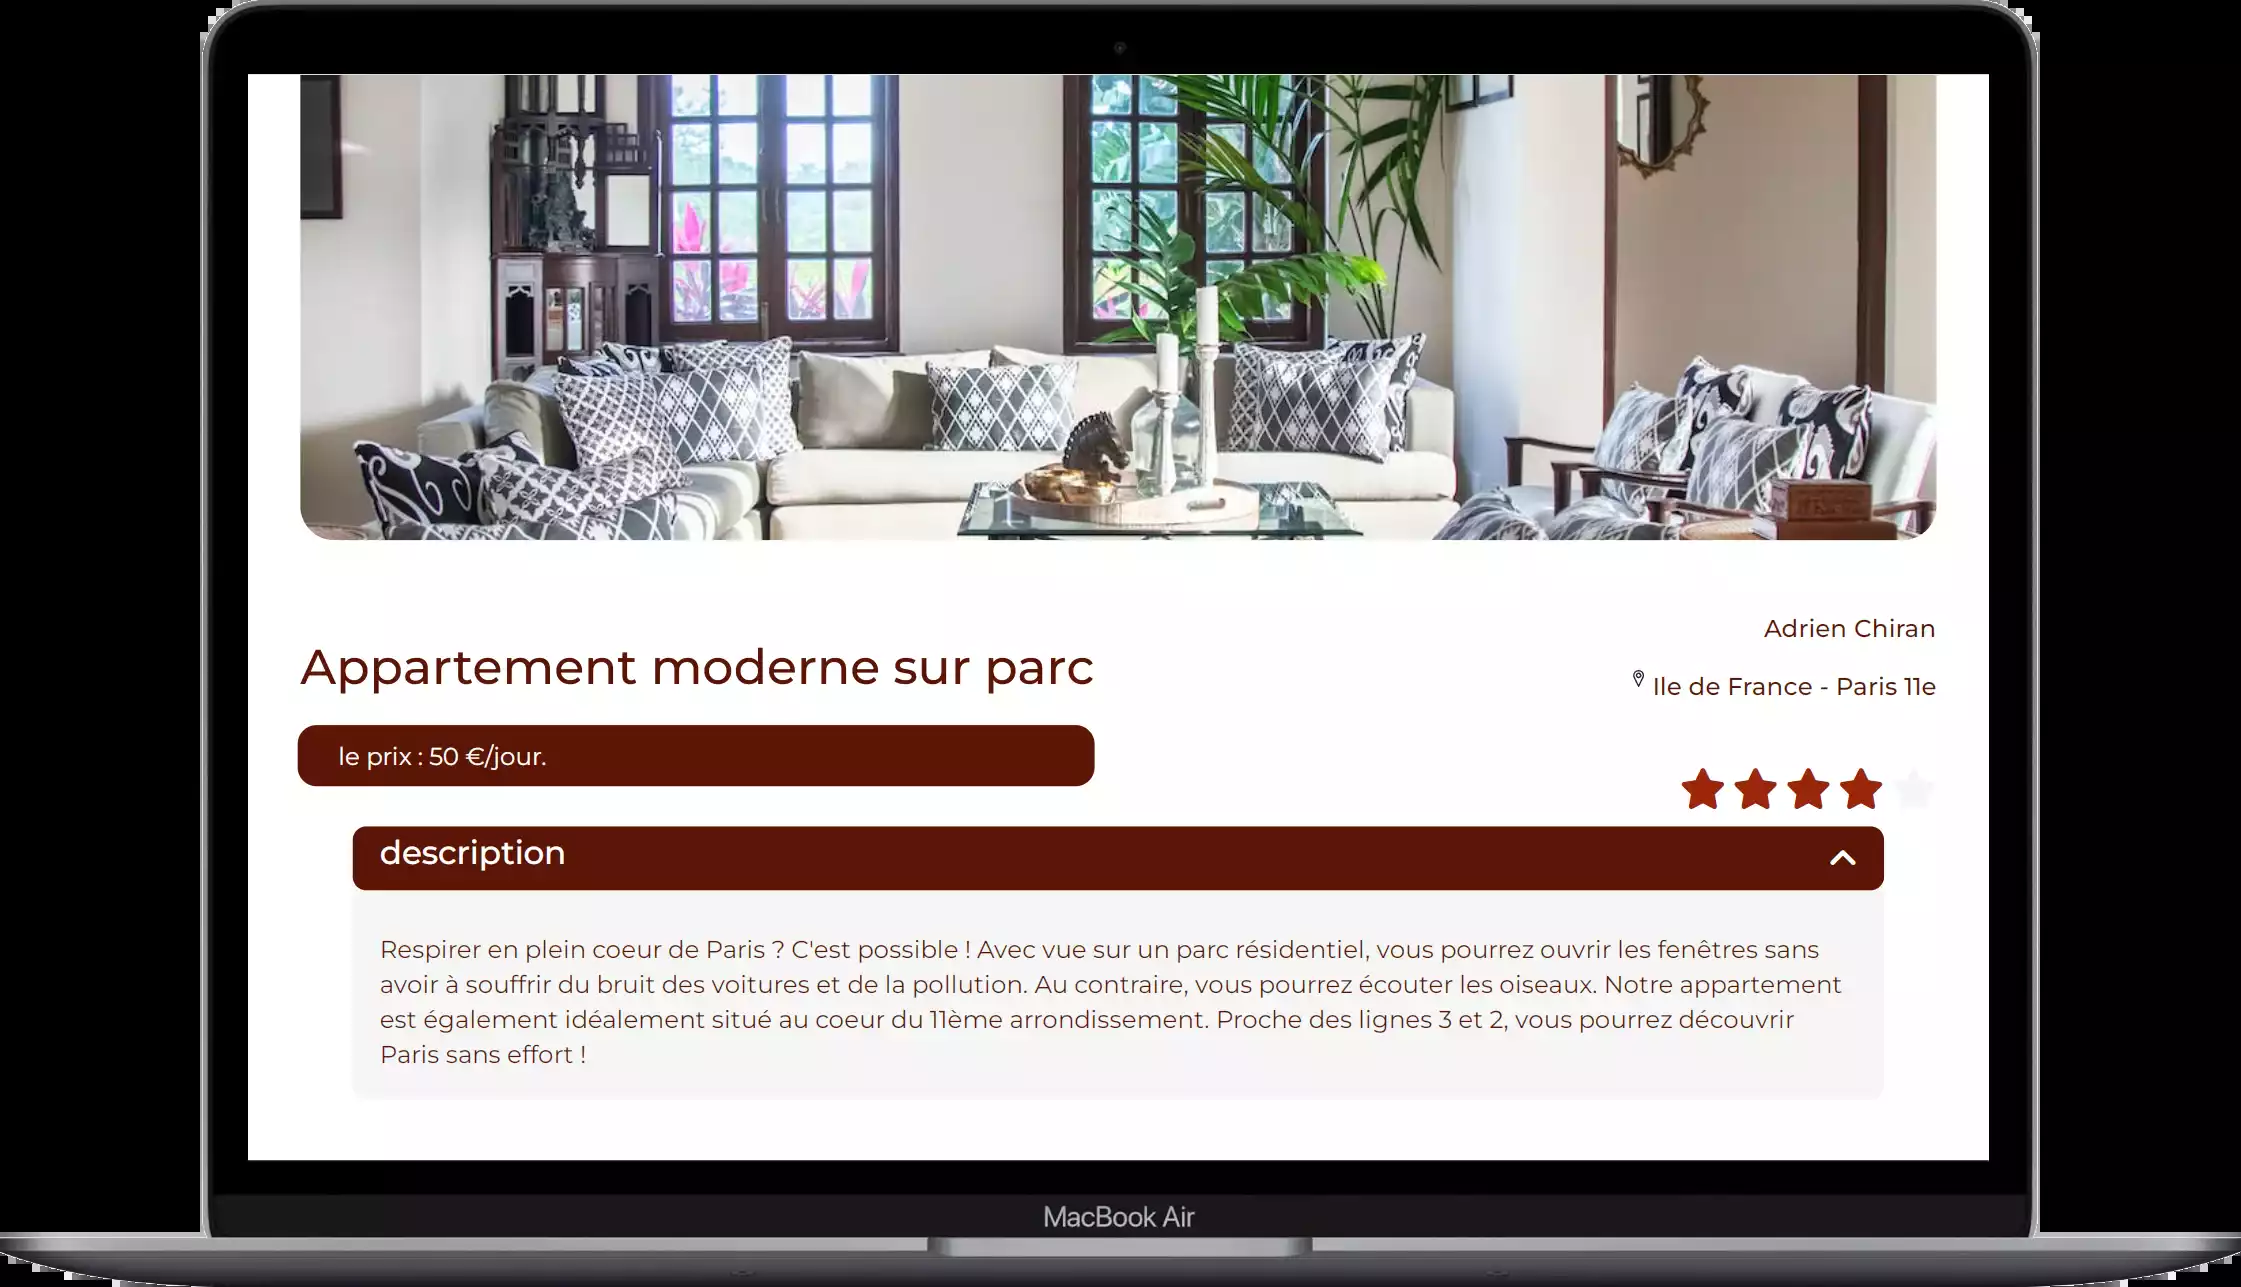 Appartement moderne sur parc
le prix : 50 €/jour.
Adrien Chiran
Ile de France - Paris 11e
description
Respirer en plein coeur de Paris ? C'est possible ! Avec vue sur un parc résidentiel, vous pourrez ouvrir les fenêtres sans
avoir à souffrir du bruit des voitures et de la pollution. Au contraire, vous pourrez écouter les oiseaux. Notre appartement
est également idéalement situé au coeur du 11ème arrondissement. Proche des lignes 3 et 2, vous pourrez découvrir
Paris sans effort !
MacBook Air